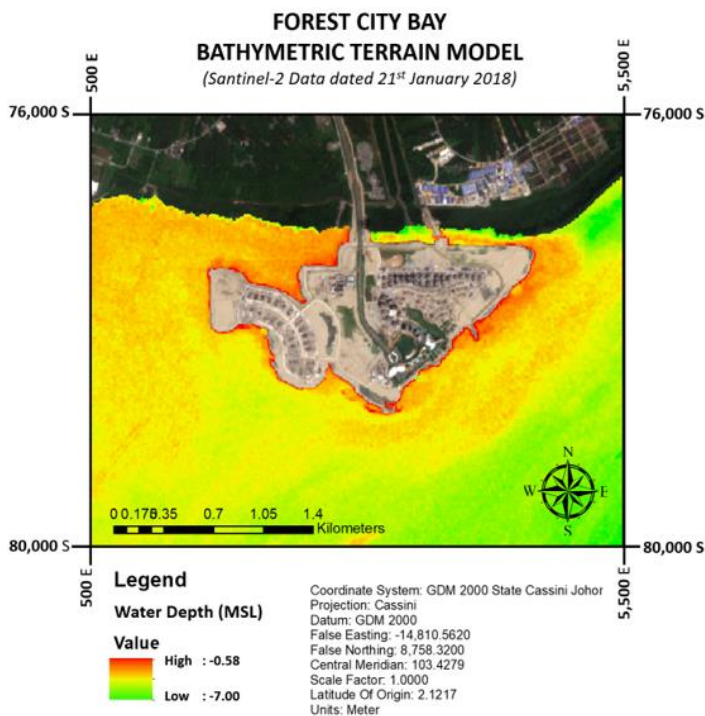 FOREST CITY BAY
BATHYMETRIC TERRAIN MODEL
(Santinel-2 Data dated 21st January 2018)
500 E
5,500 E
76,000 S
76,000 S
N
W
E
S
0 0.175 0.35 0.7 1.05 1.4
Kilometers
80,000 S
80,000 S
500 E
5,500 E
Legend
Water Depth (MSL)
Value
High : -0.58
Low : -7.00
Coordinate System: GDM 2000 State Cassini Johor
Projection: Cassini
Datum: GDM 2000
False Easting: -14,810.5620
False Northing: 8,758.3200
Central Meridian: 103.4279
Scale Factor: 1.0000
Latitude Of Origin: 2.1217
Units: Meter